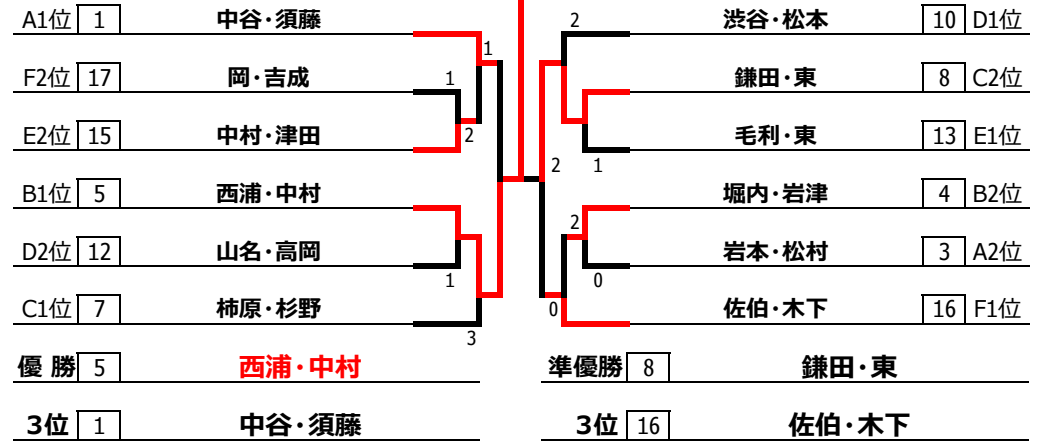 A1位 1 中谷・須藤 渋谷・松本 10 D1位
2
1
F2位 17 岡・吉成 1 鎌田・東 8 C2位
E2位 15 中村・津田 2 毛利・東 13 E1位
2 1
B1位 5 西浦・中村 堀内・岩津 4 B2位
2
D2位 12 山名・高岡 岩本・松村 3 A2位
1 0
C1位 7 柿原・杉野 0 佐伯・木下 16 F1位
3
優 勝 5 西浦・中村 準優勝 8 鎌田・東
3位 1 中谷・須藤 3位 16 佐伯・木下